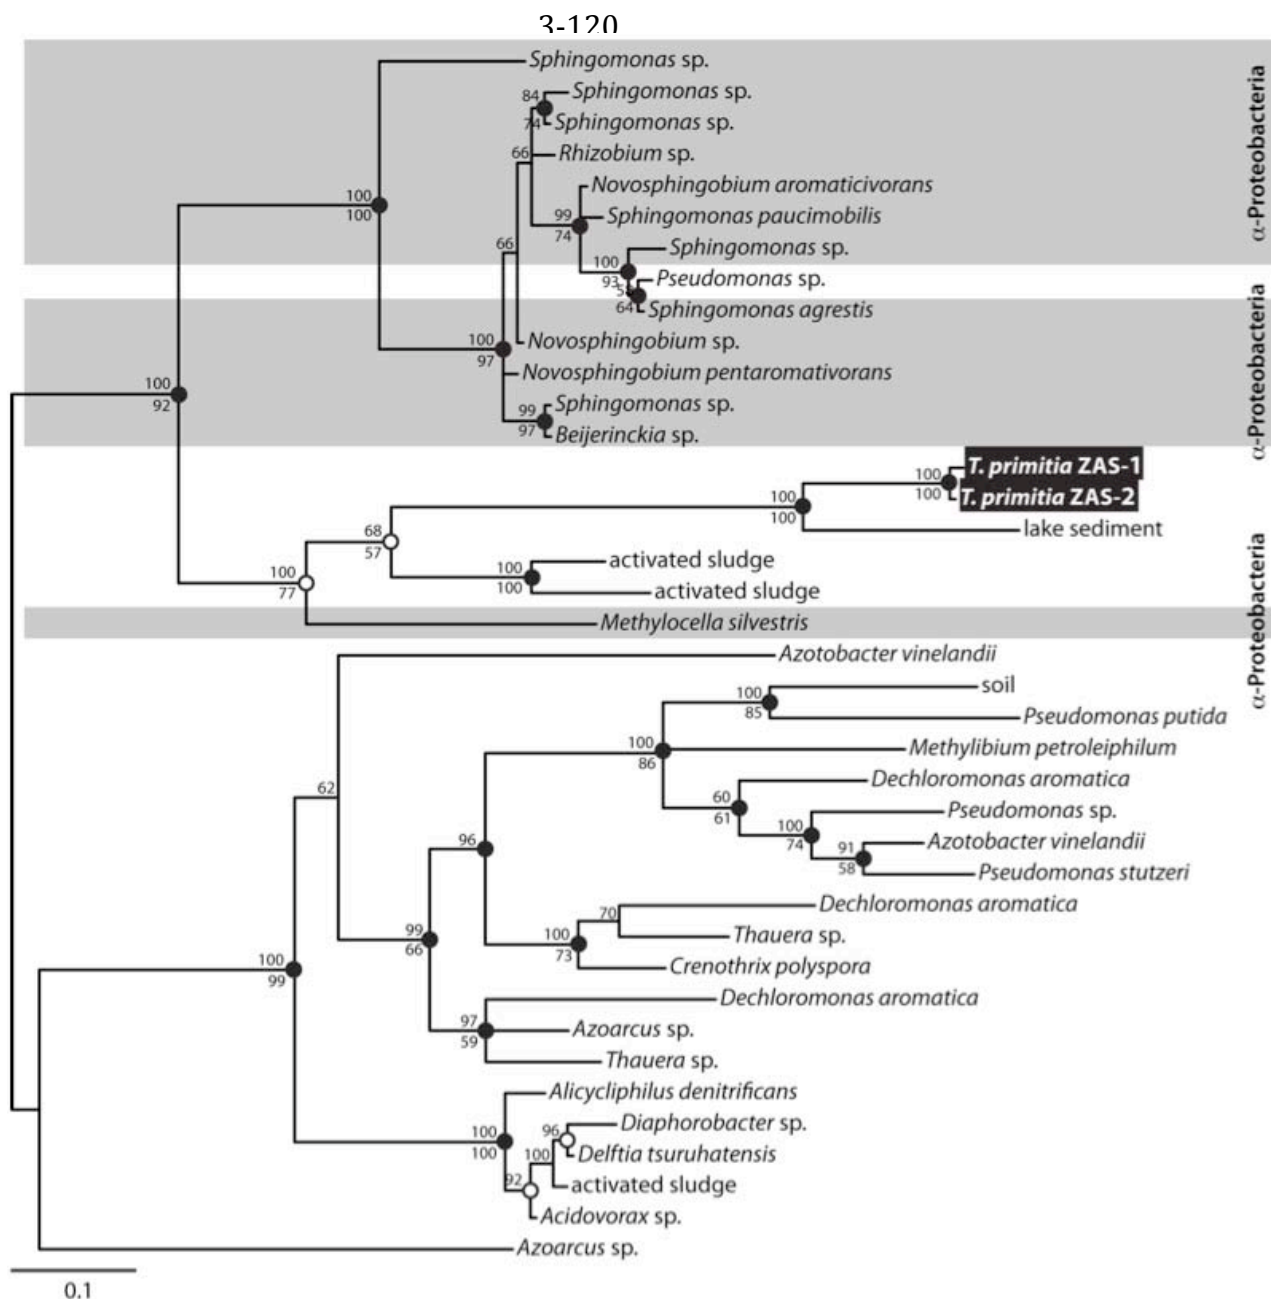 3-120
Sphingomonas sp.
84
Sphingomonas sp.
74
Sphingomonas sp.
66
Rhizobium sp.
Novosphingobium aromaticivorans
99
Sphingomonas paucimobilis
74
100
100
66
Sphingomonas sp.
100
93
Pseudomonas sp.
64
Sphingomonas agrestis
100
97
Novosphingobium sp.
Novosphingobium pentaromativorans
100
92
99
Sphingomonas sp.
97
Beijerinckia sp.
T. primitia ZAS-1
100
100
T. primitia ZAS-2
100
100
lake sediment
68
57
activated sludge
100
100
activated sludge
100
77
Methylocella silvestris
Azotobacter vinelandii
soil
100
85
Pseudomonas putida
100
86
Methylibium petroleiphilum
Dechloromonas aromatica
60
61
Pseudomonas sp.
100
74
Azotobacter vinelandii
91
58
Pseudomonas stutzeri
62
96
Dechloromonas aromatica
70
Thauera sp.
100
73
Crenothrix polyspora
99
66
Dechloromonas aromatica
97
59
Azoarcus sp.
Thauera sp.
100
99
Alicycliphilus denitrificans
Diaphorobacter sp.
96
Delftia tsuruhatensis
100
100
100
activated sludge
92
Acidovorax sp.
Azoarcus sp.
0.1
α-Proteobacteria
α-Proteobacteria
α-Proteobacteria